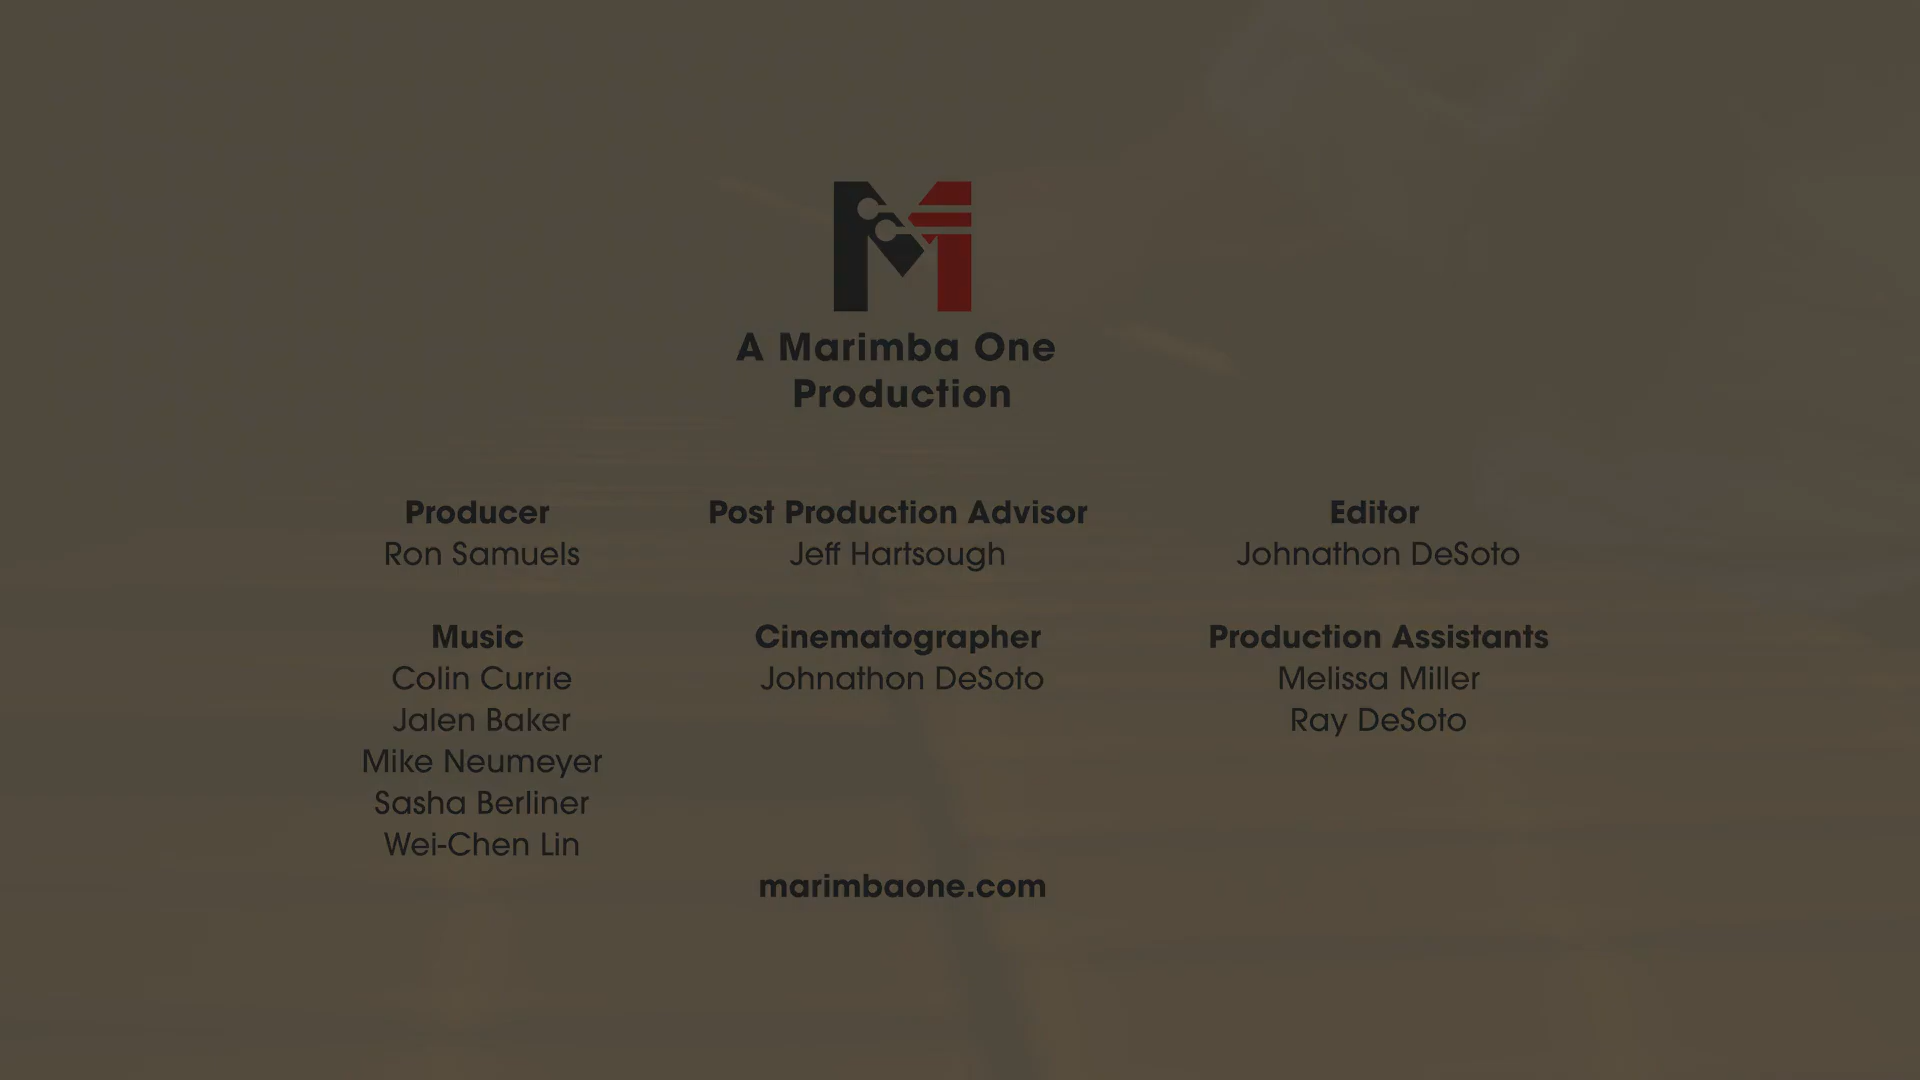 A Marimba One
Production
Producer
Ron Samuels
Post Production Advisor
Jeff Hartsough
Editor
Johnathon DeSoto
Music
Colin Currie
Jalen Baker
Mike Neumeyer
Sasha Berliner
Wei-Chen Lin
Cinematographer
Johnathon DeSoto
Production Assistants
Melissa Miller
Ray DeSoto
marimbaone.com